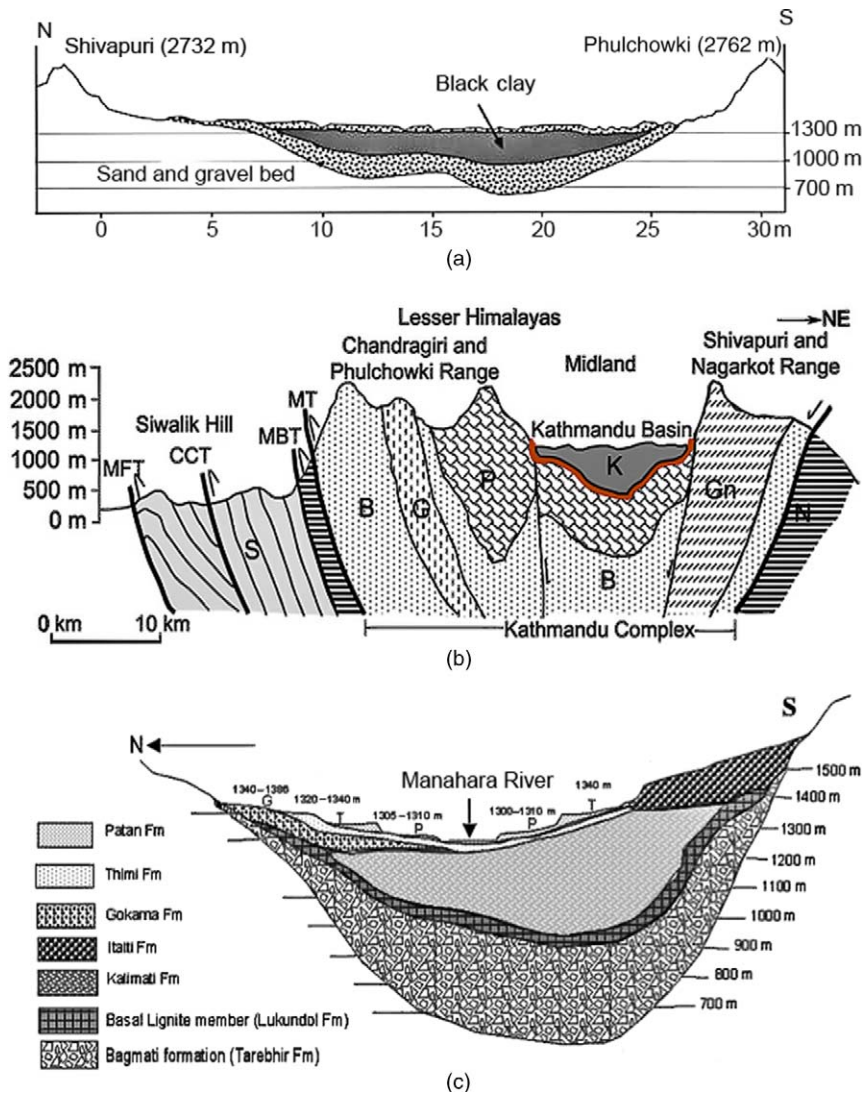 N
S
Shivapuri (2732 m)
Phulchowki (2762 m)
Black clay
1300 m
1000 m
Sand and gravel bed
700 m
0 5 10 15 20 25 30 m
(a)
Lesser Himalayas
NE
Chandragiri and
Phulchowki Range
Midland
Shivapuri and
Nagarkot Range
2500 m
2000 m
1500 m
1000 m
500 m
0 m
MT
Siwalik Hill
MBT
CCT
MFT
Kathmandu Basin
K
P
Gn
B
G
N
S
B
0 km 10 km
Kathmandu Complex
(b)
S
N
Manahara River
1340-1386
G
1320-1340 m
T
1305-1310 m
P
1300-1310 m
P
1340 m
T
1500 m
1400 m
1300 m
1200 m
1100 m
1000 m
900 m
800 m
700 m
Patan Fm
Thimi Fm
Gokarna Fm
Itaiti Fm
Kalimati Fm
Basal Lignite member (Lukundol Fm)
Bagmati formation (Tarebhir Fm)
(c)